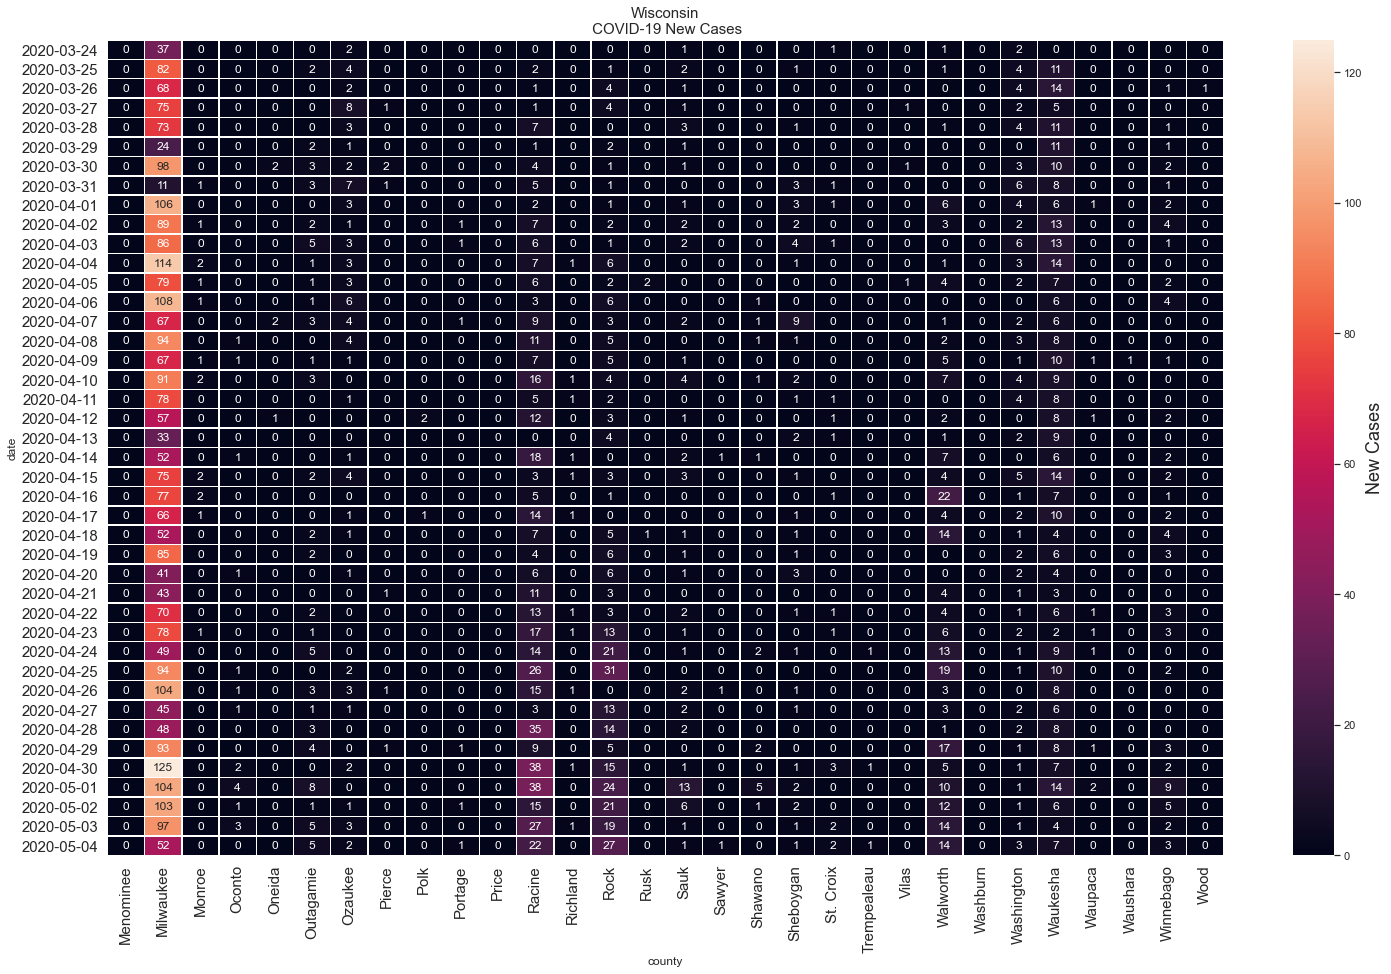 Wisconsin
COVID-19 New Cases
2020-03-24 0 37 0 0 0 0 2 0 0 0 0 0 0 0 0 1 0 0 0 1 0 0 1 0 2 0 0 0 0 0
2020-03-25 0 82 0 0 0 2 4 0 0 0 0 2 0 1 0 2 0 0 1 0 0 0 1 0 4 11 0 0 0 0
2020-03-26 0 68 0 0 0 0 2 0 0 0 0 1 0 4 0 1 0 0 0 0 0 0 0 0 4 14 0 0 1 1
2020-03-27 0 75 0 0 0 0 8 1 0 0 0 1 0 4 0 1 0 0 0 0 0 1 0 0 2 5 0 0 0 0
2020-03-28 0 73 0 0 0 0 3 0 0 0 0 7 0 0 0 3 0 0 1 0 0 0 1 0 4 11 0 0 1 0
2020-03-29 0 24 0 0 0 2 1 0 0 0 0 1 0 2 0 1 0 0 0 0 0 0 0 0 0 11 0 0 1 0
2020-03-30 0 98 0 0 2 3 2 2 0 0 0 4 0 1 0 1 0 0 0 0 0 1 0 0 3 10 0 0 2 0
2020-03-31 0 11 1 0 0 3 7 1 0 0 0 5 0 1 0 0 0 0 3 1 0 0 0 0 6 8 0 0 1 0
2020-04-01 0 106 0 0 0 0 3 0 0 0 0 2 0 1 0 1 0 0 3 1 0 0 6 0 4 6 1 0 2 0
2020-04-02 0 89 1 0 0 2 1 0 0 1 0 7 0 2 0 2 0 0 2 0 0 0 3 0 2 13 0 0 4 0
2020-04-03 0 86 0 0 0 5 3 0 0 1 0 6 0 1 0 2 0 0 4 1 0 0 0 0 6 13 0 0 1 0
2020-04-04 0 114 2 0 0 1 3 0 0 0 0 7 1 6 0 0 0 0 1 0 0 0 1 0 3 14 0 0 0 0
2020-04-05 0 79 1 0 0 1 3 0 0 0 0 6 0 2 2 0 0 0 0 0 0 1 4 0 2 7 0 0 2 0
2020-04-06 0 108 1 0 0 1 6 0 0 0 0 3 0 6 0 0 0 1 0 0 0 0 0 0 0 6 0 0 4 0
2020-04-07 0 67 0 0 2 3 4 0 0 1 0 9 0 3 0 2 0 1 9 0 0 0 1 0 2 6 0 0 0 0
2020-04-08 0 94 0 1 0 0 4 0 0 0 0 11 0 5 0 0 0 1 1 0 0 0 2 0 3 8 0 0 0 0
2020-04-09 0 67 1 1 0 1 1 0 0 0 0 7 0 5 0 1 0 0 0 0 0 0 5 0 1 10 1 1 1 0
2020-04-10 0 91 2 0 0 3 0 0 0 0 0 16 1 4 0 4 0 1 2 0 0 0 7 0 4 9 0 0 0 0
2020-04-11 0 78 0 0 0 0 1 0 0 0 0 5 1 2 0 0 0 0 1 1 0 0 0 0 4 8 0 0 0 0
2020-04-12 0 57 0 0 1 0 0 0 2 0 0 12 0 3 0 1 0 0 0 1 0 0 2 0 0 8 1 0 2 0
2020-04-13 0 33 0 0 0 0 0 0 0 0 0 0 0 4 0 0 0 0 2 1 0 0 1 0 2 9 0 0 0 0
2020-04-14 0 52 0 1 0 0 1 0 0 0 0 18 1 0 0 2 1 1 0 0 0 0 7 0 0 6 0 0 2 0
2020-04-15 0 75 2 0 0 2 4 0 0 0 0 3 1 3 0 3 0 0 1 0 0 0 4 0 5 14 0 0 2 0
2020-04-16 0 77 2 0 0 0 0 0 0 0 0 5 0 1 0 0 0 0 0 1 0 0 22 0 1 7 0 0 1 0
2020-04-17 0 66 1 0 0 0 1 0 1 0 0 14 1 0 0 0 0 0 1 0 0 0 4 0 2 10 0 0 2 0
2020-04-18 0 52 0 0 0 2 1 0 0 0 0 7 0 5 1 1 0 0 1 0 0 0 14 0 1 4 0 0 4 0
2020-04-19 0 85 0 0 0 2 0 0 0 0 0 4 0 6 0 1 0 0 1 0 0 0 0 0 2 6 0 0 3 0
2020-04-20 0 41 0 1 0 0 1 0 0 0 0 6 0 6 0 1 0 0 3 0 0 0 0 0 2 4 0 0 0 0
2020-04-21 0 43 0 0 0 0 0 1 0 0 0 11 0 3 0 0 0 0 0 0 0 0 4 0 1 3 0 0 0 0
2020-04-22 0 70 0 0 0 2 0 0 0 0 0 13 1 3 0 2 0 0 1 1 0 0 4 0 1 6 1 0 3 0
2020-04-23 0 78 1 0 0 1 0 0 0 0 0 17 1 13 0 1 0 0 0 1 0 0 6 0 2 2 1 0 3 0
2020-04-24 0 49 0 0 0 5 0 0 0 0 0 14 0 21 0 1 0 2 1 0 1 0 13 0 1 9 1 0 0 0
2020-04-25 0 94 0 1 0 0 2 0 0 0 0 26 0 31 0 0 0 0 0 0 0 0 19 0 1 10 0 0 2 0
2020-04-26 0 104 0 1 0 3 3 1 0 0 0 15 1 0 0 2 1 0 1 0 0 0 3 0 0 8 0 0 0 0
2020-04-27 0 45 0 1 0 1 1 0 0 0 0 3 0 13 0 2 0 0 1 0 0 0 3 0 2 6 0 0 0 0
2020-04-28 0 48 0 0 0 3 0 0 0 0 0 35 0 14 0 2 0 0 0 0 0 0 1 0 2 8 0 0 0 0
2020-04-29 0 93 0 0 0 4 0 1 0 1 0 9 0 5 0 0 0 2 0 0 0 0 17 0 1 8 1 0 3 0
2020-04-30 0 125 0 2 0 0 2 0 0 0 0 38 1 15 0 1 0 0 1 3 1 0 5 0 1 7 0 0 2 0
2020-05-01 0 104 0 4 0 8 0 0 0 0 0 38 0 24 0 13 0 5 2 0 0 0 10 0 1 14 2 0 9 0
2020-05-02 0 103 0 1 0 1 1 0 0 1 0 15 0 21 0 6 0 1 2 0 0 0 12 0 1 6 0 0 5 0
2020-05-03 0 97 0 3 0 5 3 0 0 0 0 27 1 19 0 1 0 0 1 2 0 0 14 0 1 4 0 0 2 0
2020-05-04 0 52 0 0 0 5 2 0 0 1 0 22 0 27 0 1 1 0 1 2 1 0 14 0 3 7 0 0 3 0
date
Menominee Milwaukee Monroe Oconto Oneida Outagamie Ozaukee Pierce Polk Portage Price Racine Richland Rock Rusk Sauk Sawyer Shawano Sheboygan St. Croix Trempealeau Vilas Walworth Washburn Washington Waukesha Waupaca Waushara Winnebago Wood
county
120
100
80
60
40
20
0
New Cases